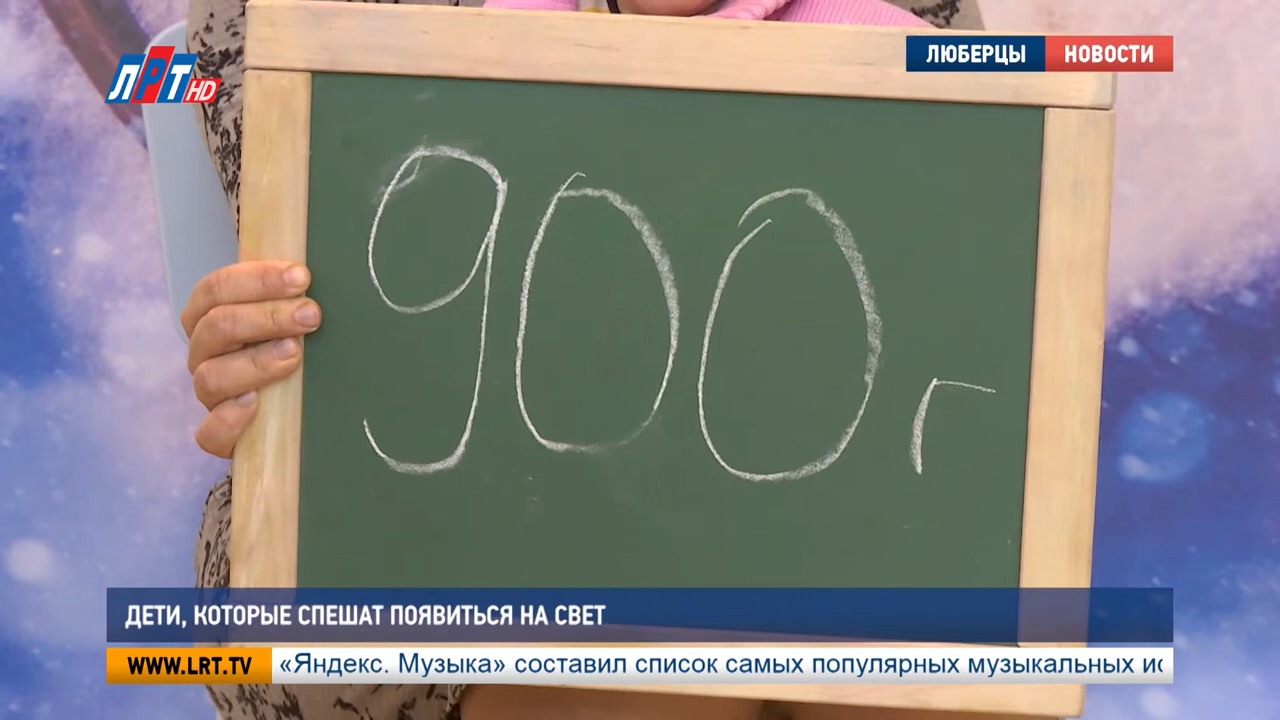 ЛРТ HD
ЛЮБЕРЦЫ НОВОСТИ
900 г
ДЕТИ, КОТОРЫЕ СПЕШАТ ПОЯВИТЬСЯ НА СВЕТ
WWW.LRT.TV «Яндекс. Музыка» составил список самых популярных музыкальных